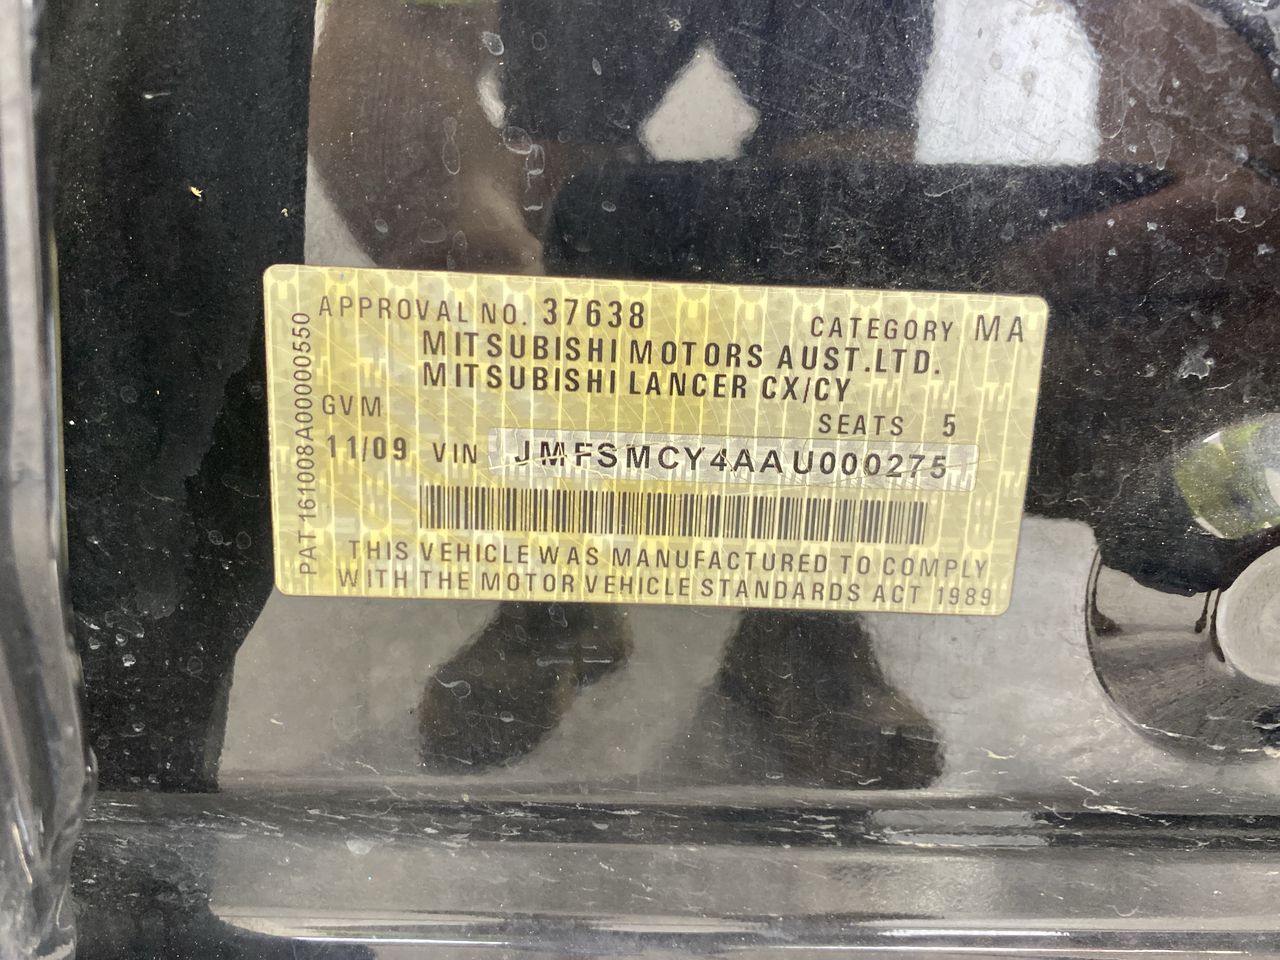 APPROVAL NO. 37638 CATEGORY MA
MITSUBISHI MOTORS AUST.LTD.
MITSUBISHI LANCER CX/CY
GVM SEATS 5
11/09 VIN JMFSMCY4AAU000275
THIS VEHICLE WAS MANUFACTURED TO COMPLY
WITH THE MOTOR VEHICLE STANDARDS ACT 1989
PAT 161008A00000550